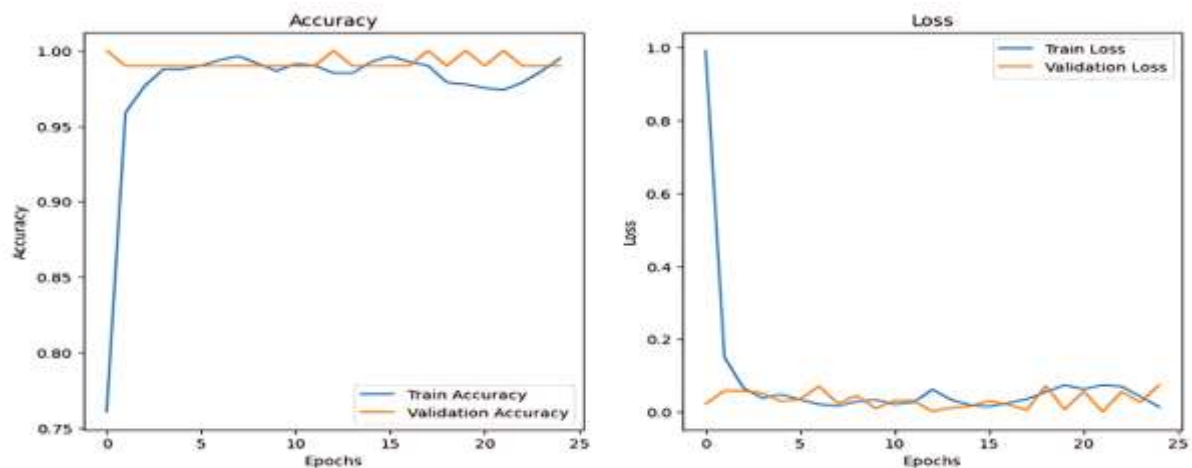 Accuracy
1.00
0.95
0.90
0.85
0.80
0.75
Accuracy
0
5
10
15
20
25
Epochs
Train Accuracy
Validation Accuracy
Loss
1.0
0.8
0.6
0.4
0.2
0.0
Loss
0
5
10
15
20
25
Epochs
Train Loss
Validation Loss